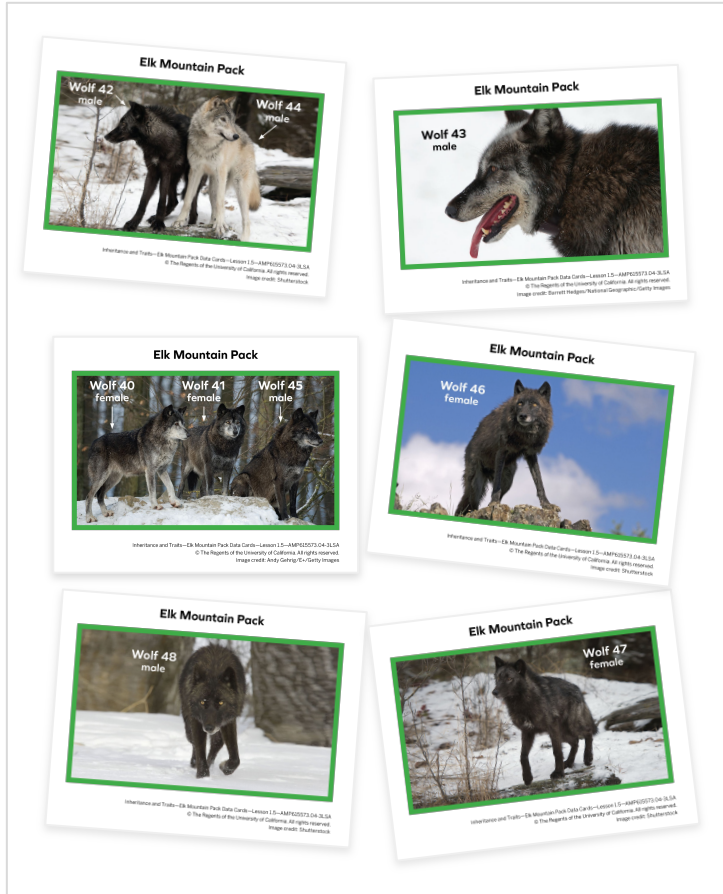 Elk Mountain Pack
Wolf 42
male
Wolf 44
male
Inheritance and Traits—Elk Mountain Pack Data Cards—Lesson 1.5—AMP615573.04-3LSA
© The Regents of the University of California. All rights reserved.
Image credit: Shutterstock
Elk Mountain Pack
Wolf 43
male
Inheritance and Traits—Elk Mountain Pack Data Cards—Lesson 1.5—AMP615573.04-3LSA
© The Regents of the University of California. All rights reserved.
Image credit: Barrett Hedges/National Geographic/Getty Images
Elk Mountain Pack
Wolf 40
female
Wolf 41
female
Wolf 45
male
Inheritance and Traits—Elk Mountain Pack Data Cards—Lesson 1.5—AMP615573.04-3LSA
© The Regents of the University of California. All rights reserved.
Image credit: Andy Gehrig/E+/Getty Images
Elk Mountain Pack
Wolf 46
female
Inheritance and Traits—Elk Mountain Pack Data Cards—Lesson 1.5—AMP615573.04-3LSA
© The Regents of the University of California. All rights reserved.
Image credit: Shutterstock
Elk Mountain Pack
Wolf 48
male
Inheritance and Traits—Elk Mountain Pack Data Cards—Lesson 1.5—AMP615573.04-3LSA
© The Regents of the University of California. All rights reserved.
Image credit: Shutterstock
Elk Mountain Pack
Wolf 47
female
Inheritance and Traits—Elk Mountain Pack Data Cards—Lesson 1.5—AMP615573.04-3LSA
© The Regents of the University of California. All rights reserved.
Image credit: Shutterstock